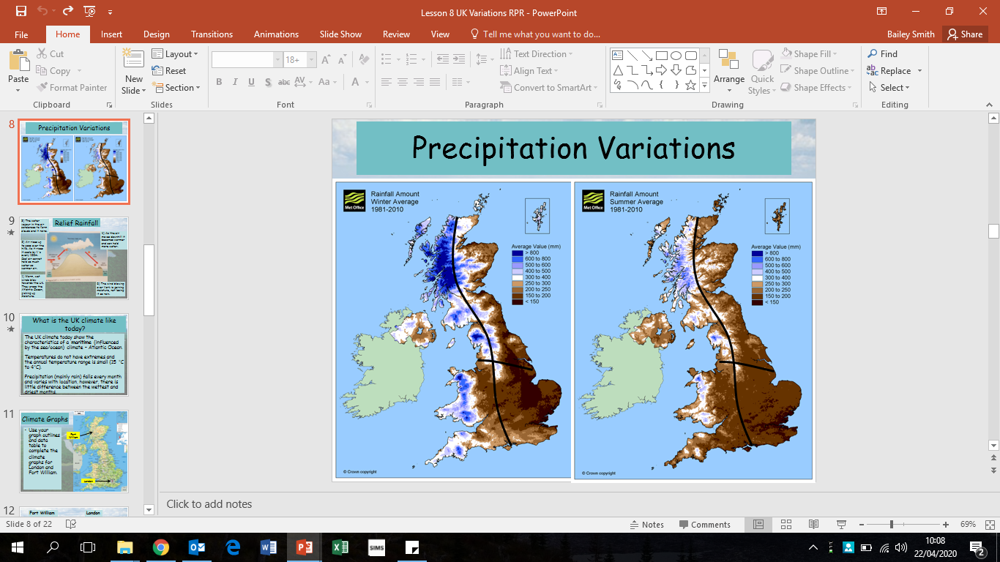 Lesson 8 UK Variations RPR - PowerPoint
File Home Insert Design Transitions Animations Slide Show Review View Tell me what you want to do... Bailey Smith Share
Paste
Cut
Copy
Format Painter
Clipboard
New
Slide
Layout
Reset
Section
Slides
18+
B I U S abc AV Aa A
Font
Text Direction
Align Text
Convert to SmartArt
Paragraph
Arrange
Quick
Styles
Shape Fill
Shape Outline
Shape Effects
Drawing
Find
Replace
Select
Editing
8
Precipitation Variations
9
Relief Rainfall
10
What is the UK climate like
today?
The UK climate today show the
characteristics of a maritime (influenced
by the sea/ocean) climate - Atlantic Ocean.
Temperatures do not have extremes and
the annual temperature range is small (15 °C
to 4°C).
Precipitation (mainly rain) falls every month
and varies with location, however, there is
little difference between the wettest and
driest months.
11
Climate Graphs
Use your
graph outlines
and data
table to
complete the
climate
graphs for
London and
Fort William.
Fort
William
London
12
Fort William London
Precipitation Variations
Met Office
Rainfall Amount
Winter Average
1981-2010
Average Value (mm)
> 800
600 to 800
500 to 600
400 to 500
300 to 400
250 to 300
200 to 250
150 to 200
< 150
© Crown copyright
Met Office
Rainfall Amount
Summer Average
1981-2010
Average Value (mm)
> 800
600 to 800
500 to 600
400 to 500
300 to 400
250 to 300
200 to 250
150 to 200
< 150
© Crown copyright
Click to add notes
Slide 8 of 22 Notes Comments 69%
SIMS
10:08
22/04/2020
2